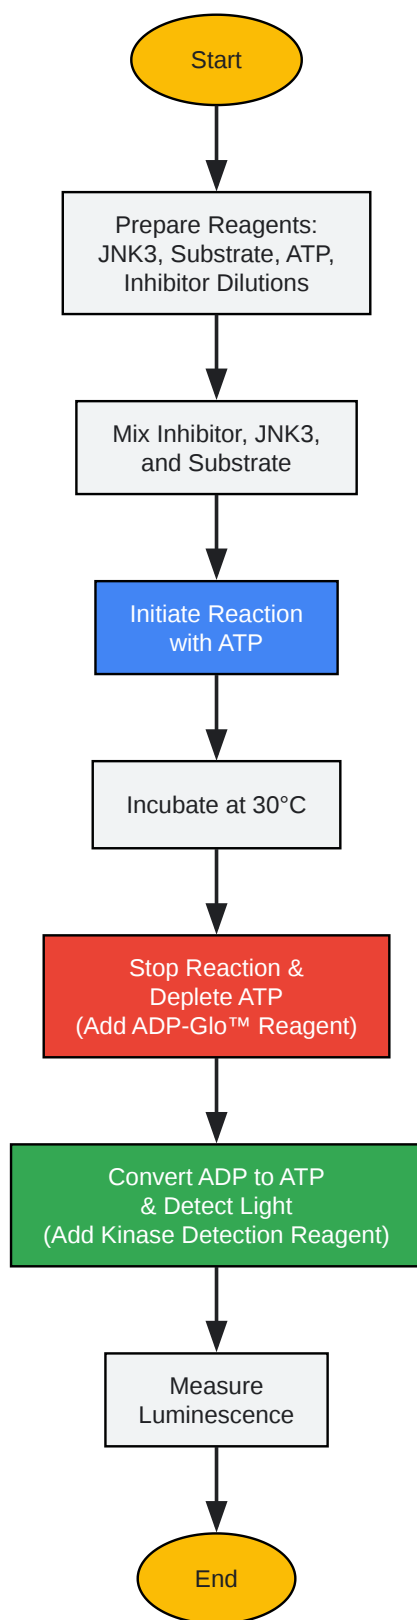 Start
Prepare Reagents:
JNK3, Substrate, ATP,
Inhibitor Dilutions
Mix Inhibitor, JNK3,
and Substrate
Initiate Reaction
with ATP
Incubate at 30°C
Stop Reaction &
Deplete ATP
(Add ADP-Glo™ Reagent)
Convert ADP to ATP
& Detect Light
(Add Kinase Detection Reagent)
Measure
Luminescence
End